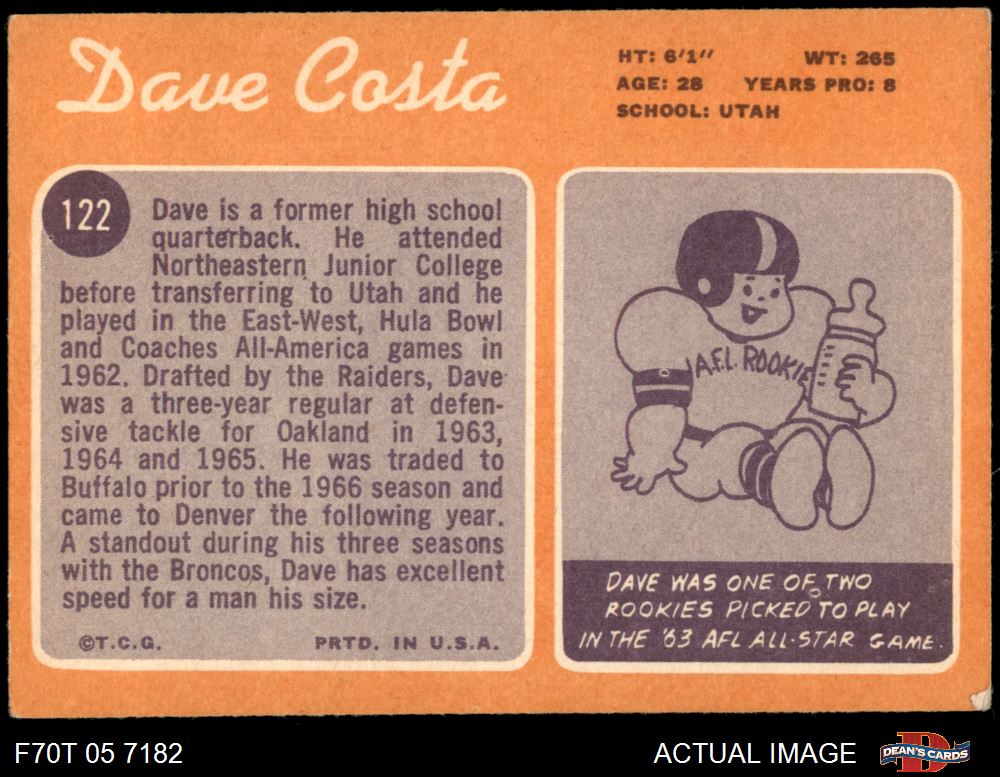 Dave Costa
HT: 6'1" WT: 265
AGE: 28 YEARS PRO: 8
SCHOOL: UTAH
122
Dave is a former high school
quarterback. He attended
Northeastern Junior College
before transferring to Utah and he
played in the East-West, Hula Bowl
and Coaches All-America games in
1962. Drafted by the Raiders, Dave
was a three-year regular at defen-
sive tackle for Oakland in 1963,
1964 and 1965. He was traded to
Buffalo prior to the 1966 season and
came to Denver the following year.
A standout during his three seasons
with the Broncos, Dave has excellent
speed for a man his size.
©T.C.G. PRTD. IN U.S.A.
A.F.L. ROOKIE
DAVE WAS ONE OF TWO
ROOKIES PICKED TO PLAY
IN THE '63 AFL ALL-STAR GAME.
F70T 05 7182
ACTUAL IMAGE
DEAN'S CARDS